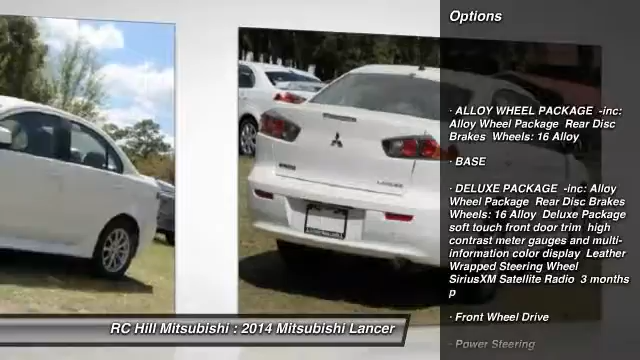 Options
· ALLOY WHEEL PACKAGE -inc:
Alloy Wheel Package Rear Disc
Brakes Wheels: 16 Alloy
· BASE
· DELUXE PACKAGE -inc: Alloy
Wheel Package Rear Disc Brakes
Wheels: 16 Alloy Deluxe Package
soft touch front door trim high
contrast meter gauges and multi-
information color display Leather
Wrapped Steering Wheel
SiriusXM Satellite Radio 3 months
p
· Front Wheel Drive
· Power Steering
RC Hill Mitsubishi : 2014 Mitsubishi Lancer